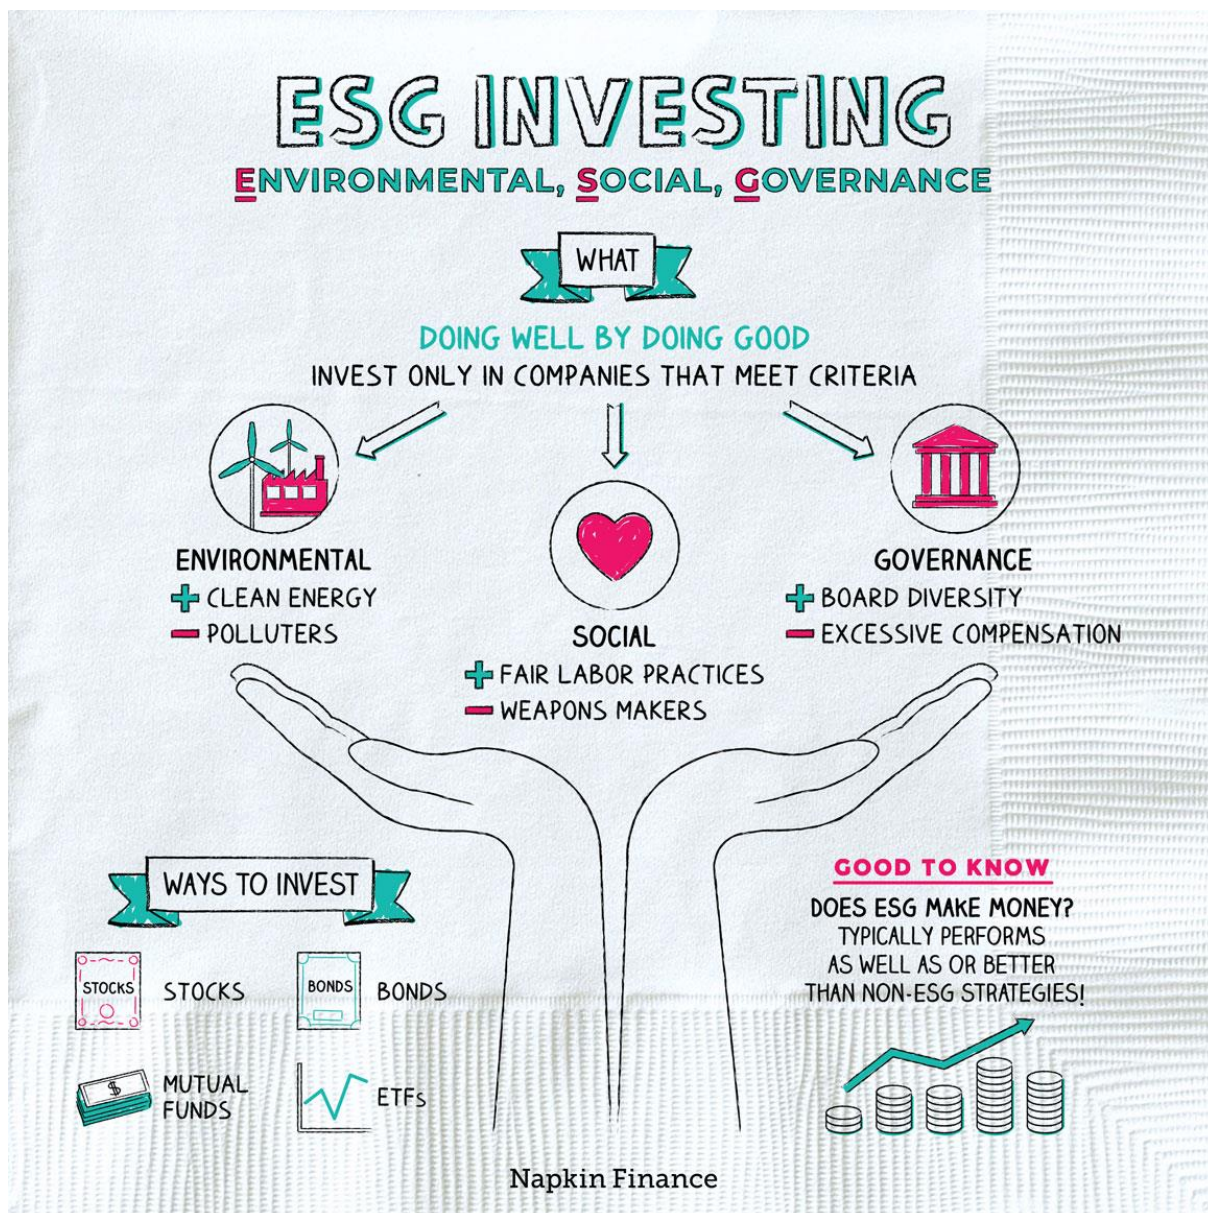 ESG INVESTING
ENVIRONMENTAL, SOCIAL, GOVERNANCE
WHAT
DOING WELL BY DOING GOOD
INVEST ONLY IN COMPANIES THAT MEET CRITERIA
ENVIRONMENTAL
+ CLEAN ENERGY
– POLLUTERS
SOCIAL
+ FAIR LABOR PRACTICES
– WEAPONS MAKERS
GOVERNANCE
+ BOARD DIVERSITY
– EXCESSIVE COMPENSATION
WAYS TO INVEST
STOCKS
STOCKS
BONDS
BONDS
$
MUTUAL
FUNDS
ETFs
GOOD TO KNOW
DOES ESG MAKE MONEY?
TYPICALLY PERFORMS
AS WELL AS OR BETTER
THAN NON-ESG STRATEGIES!
Napkin Finance